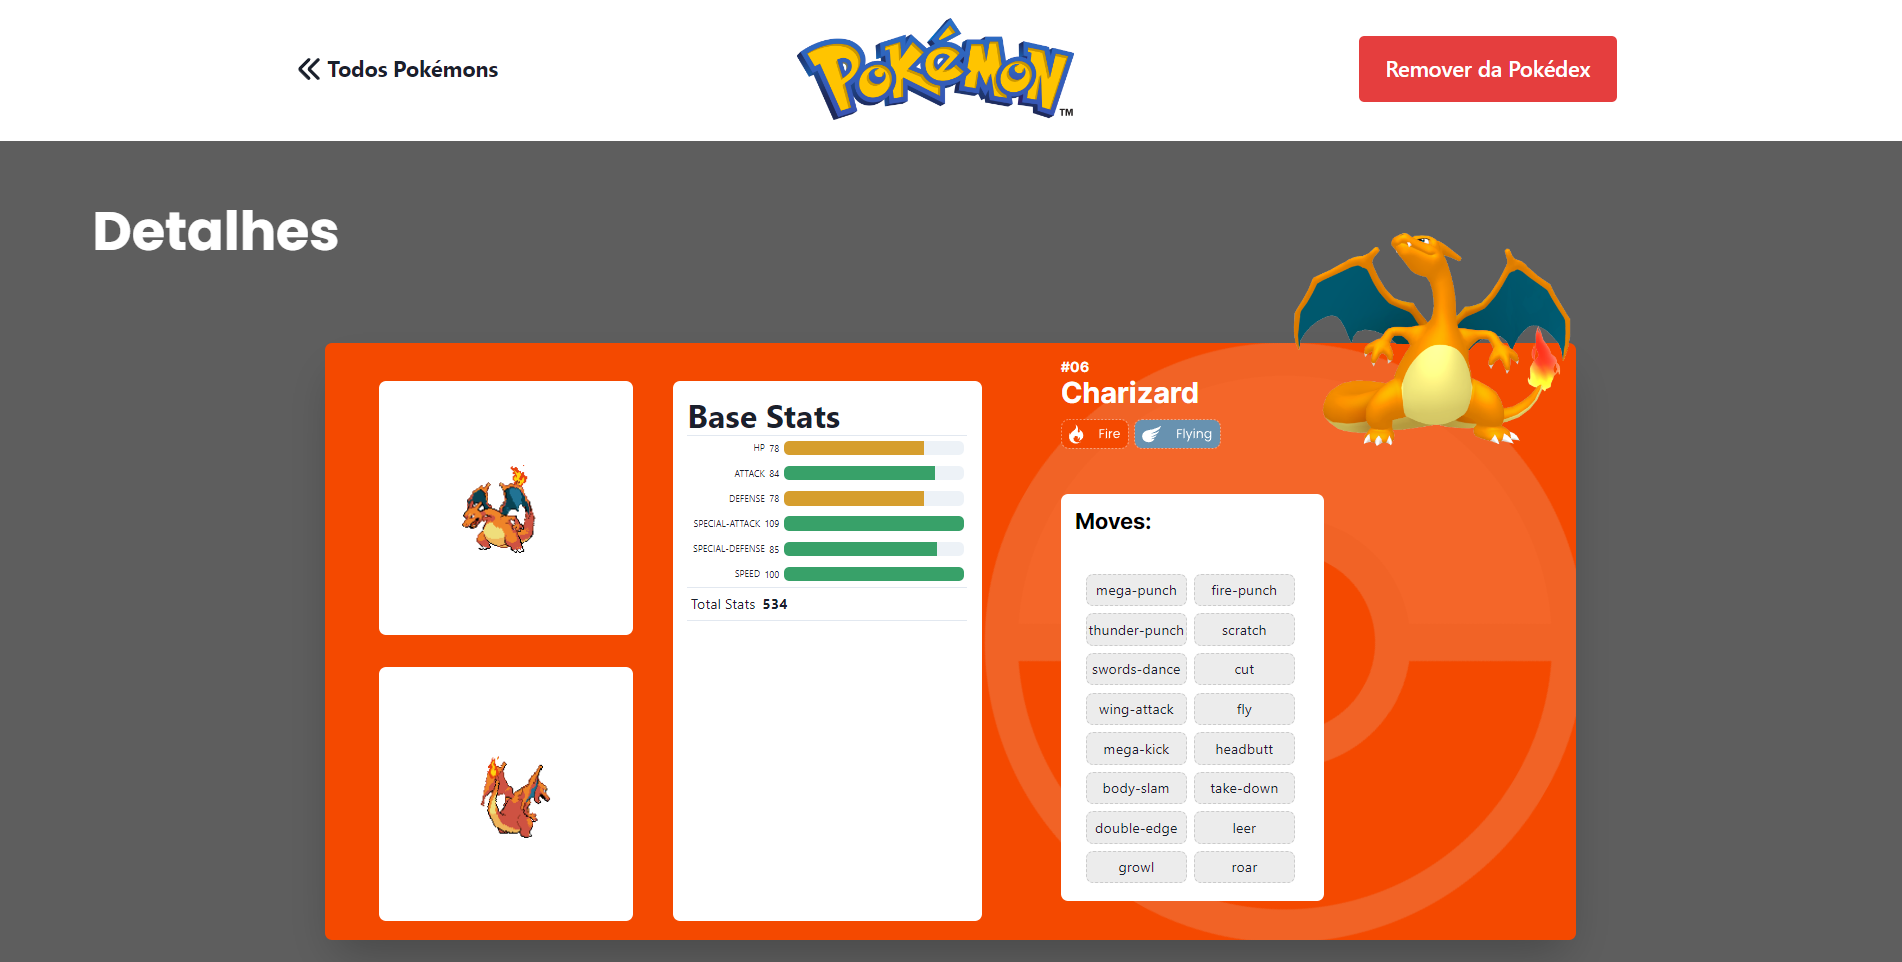 Todos Pokémons
POKéMON
TM
Remover da Pokédex
Detalhes
Base Stats
HP 78
ATTACK 84
DEFENSE 78
SPECIAL-ATTACK 109
SPECIAL-DEFENSE 85
SPEED 100
Total Stats 534
#06
Charizard
Fire Flying
Moves:
mega-punch fire-punch
thunder-punch scratch
swords-dance cut
wing-attack fly
mega-kick headbutt
body-slam take-down
double-edge leer
growl roar